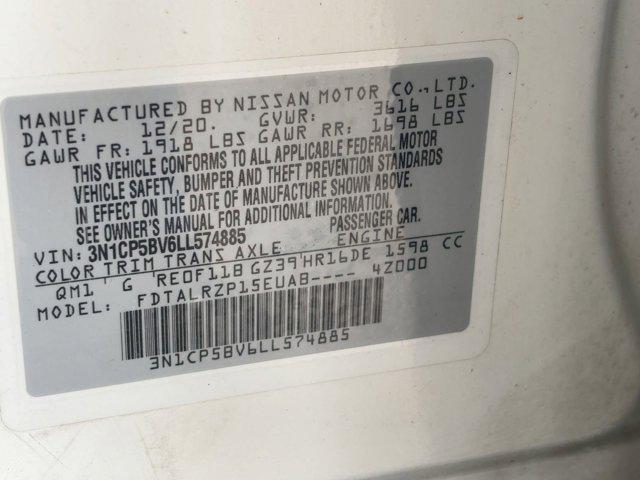 MANUFACTURED BY NISSAN MOTOR CO., LTD.
DATE: 12/20. GVWR: 3616 LBS
GAWR FR: 1918 LBS GAWR RR: 1698 LBS
THIS VEHICLE CONFORMS TO ALL APPLICABLE FEDERAL MOTOR
VEHICLE SAFETY, BUMPER AND THEFT PREVENTION STANDARDS
IN EFFECT ON THE DATE OF MANUFACTURE SHOWN ABOVE.
SEE OWNER'S MANUAL FOR ADDITIONAL INFORMATION.
VIN: 3N1CP5BV6LL574885 PASSENGER CAR.
COLOR TRIM TRANS AXLE ENGINE
QM1 G RE0F11B GZ39 HR16DE 1598 CC
MODEL: FDTALRZP15EUAB---- 4Z000
3N1CP5BV6LL574885